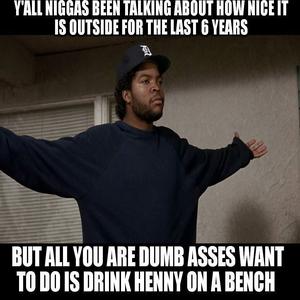 Y'ALL NIGGAS BEEN TALKING ABOUT HOW NICE IT
IS OUTSIDE FOR THE LAST 6 YEARS
BUT ALL YOU ARE DUMB ASSES WANT
TO DO IS DRINK HENNY ON A BENCH